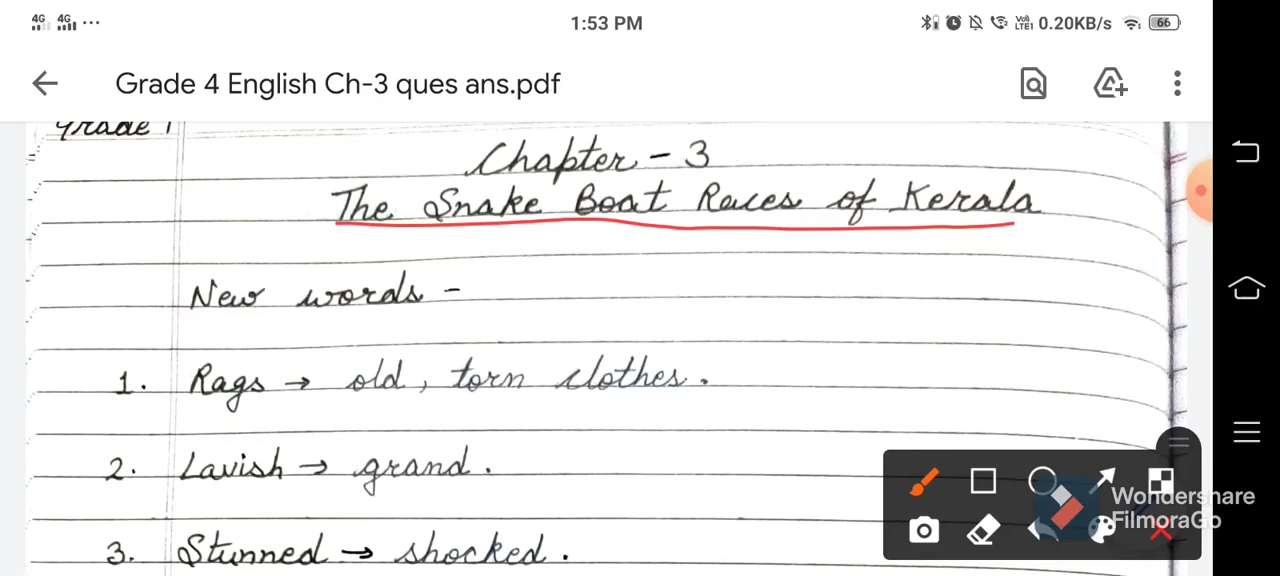 4G 4G ... 1:53 PM Vo) LTE1 0.20KB/s 66
Grade 4 English Ch-3 ques ans.pdf
Grade
Chapter - 3
The Snake Boat Races of Kerala
New words -
1. Rags → old, torn clothes.
2. Lavish → grand.
3. Stunned → shocked.
Wondershare
FilmoraGo